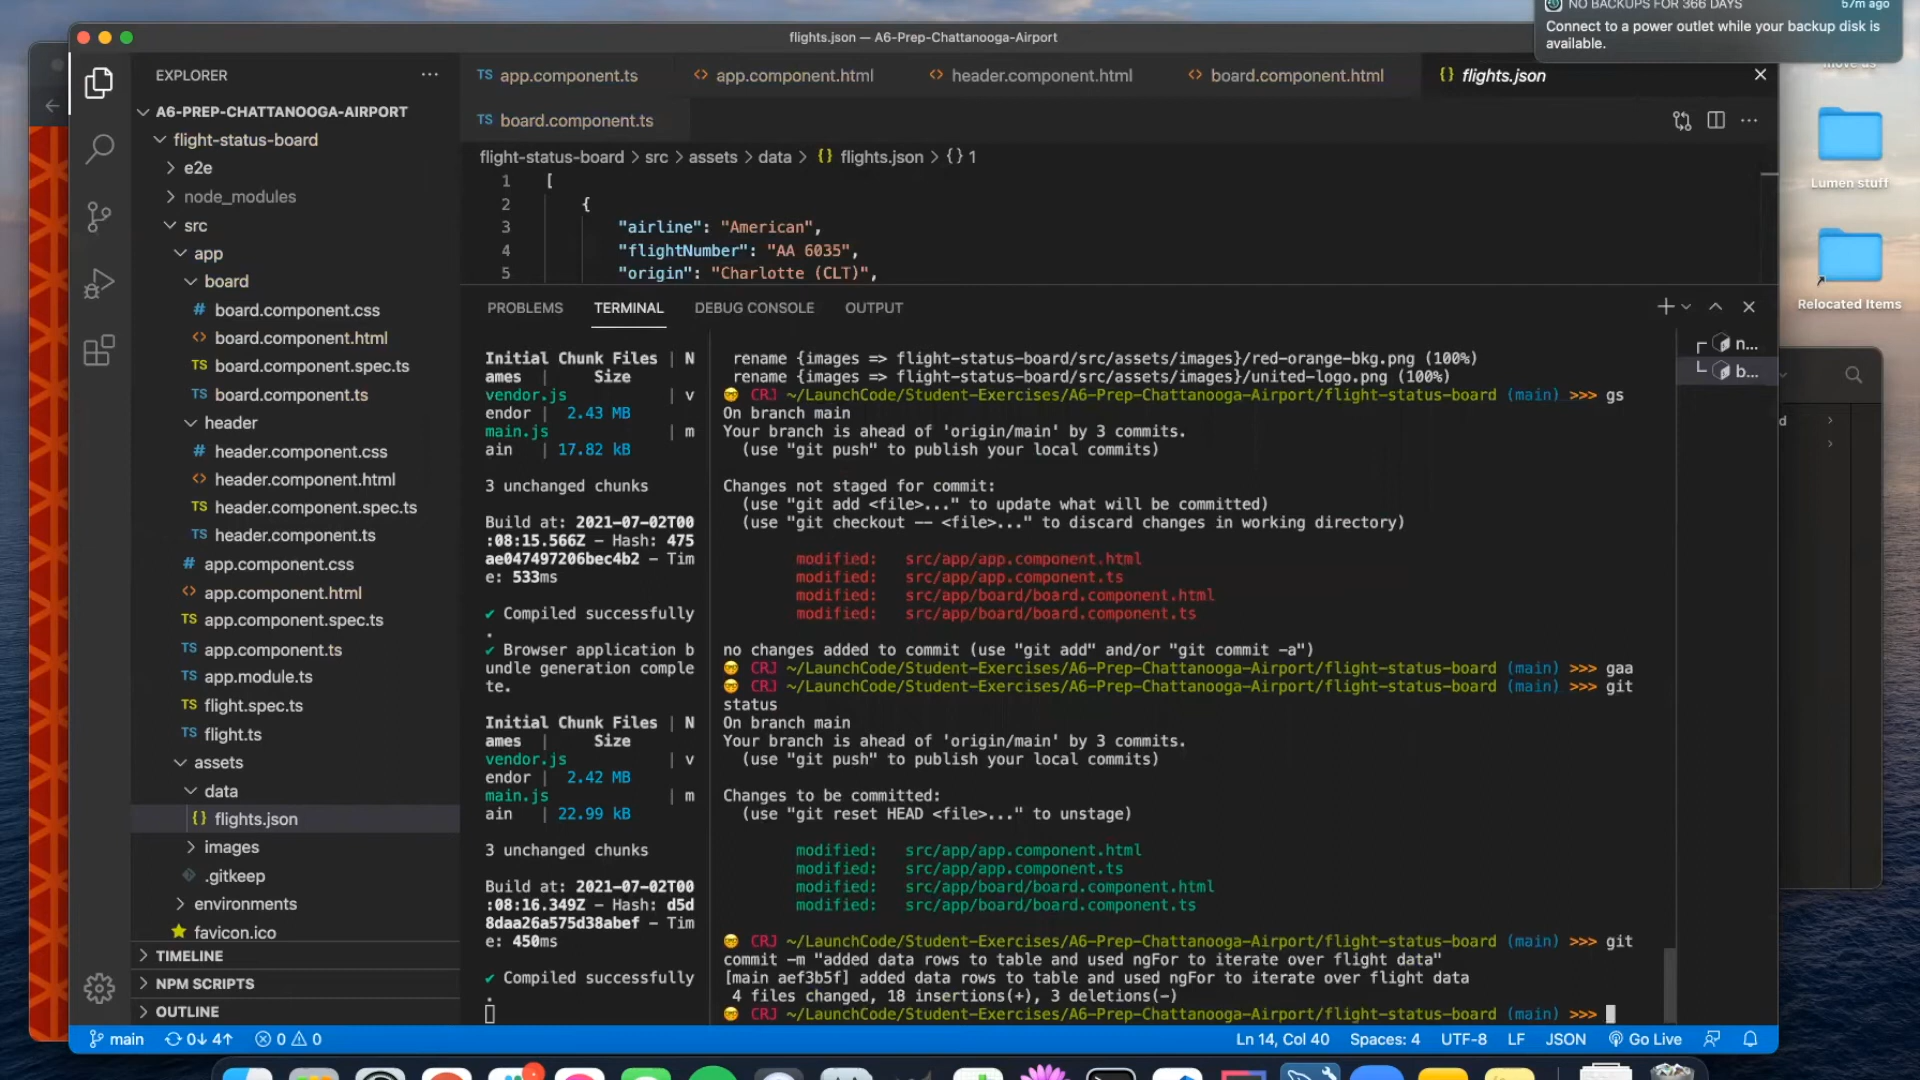 NO BACKUPS FOR 366 DAYS
57m ago
Connect to a power outlet while your backup disk is
available.
flights.json — A6-Prep-Chattanooga-Airport
EXPLORER
TS app.component.ts
<> app.component.html
<> header.component.html
<> board.component.html
{} flights.json
TS board.component.ts
A6-PREP-CHATTANOOGA-AIRPORT
flight-status-board
e2e
node_modules
src
app
board
# board.component.css
<> board.component.html
TS board.component.spec.ts
TS board.component.ts
header
# header.component.css
<> header.component.html
TS header.component.spec.ts
TS header.component.ts
# app.component.css
<> app.component.html
TS app.component.spec.ts
TS app.component.ts
TS app.module.ts
TS flight.spec.ts
TS flight.ts
assets
data
{} flights.json
images
.gitkeep
environments
favicon.ico
TIMELINE
NPM SCRIPTS
OUTLINE
flight-status-board > src > assets > data > {} flights.json > {} 1
1 [
2 {
3 "airline": "American",
4 "flightNumber": "AA 6035",
5 "origin": "Charlotte (CLT)",
PROBLEMS TERMINAL DEBUG CONSOLE OUTPUT
Initial Chunk Files | N
ames | Size
vendor.js | v
endor | 2.43 MB
main.js | m
ain | 17.82 kB
3 unchanged chunks
Build at: 2021-07-02T00
:08:15.566Z - Hash: 475
ae047497206bec4b2 - Tim
e: 533ms
✔ Compiled successfully
.
✔ Browser application b
undle generation comple
te.
Initial Chunk Files | N
ames | Size
vendor.js | v
endor | 2.42 MB
main.js | m
ain | 22.99 kB
3 unchanged chunks
Build at: 2021-07-02T00
:08:16.349Z - Hash: d5d
8daa26a575d38abef - Tim
e: 450ms
✔ Compiled successfully
.
rename {images => flight-status-board/src/assets/images}/red-orange-bkg.png (100%)
rename {images => flight-status-board/src/assets/images}/united-logo.png (100%)
CRJ ~/LaunchCode/Student-Exercises/A6-Prep-Chattanooga-Airport/flight-status-board (main) >>> gs
On branch main
Your branch is ahead of 'origin/main' by 3 commits.
(use "git push" to publish your local commits)
Changes not staged for commit:
(use "git add <file>..." to update what will be committed)
(use "git checkout -- <file>..." to discard changes in working directory)
modified: src/app/app.component.html
modified: src/app/app.component.ts
modified: src/app/board/board.component.html
modified: src/app/board/board.component.ts
no changes added to commit (use "git add" and/or "git commit -a")
CRJ ~/LaunchCode/Student-Exercises/A6-Prep-Chattanooga-Airport/flight-status-board (main) >>> gaa
CRJ ~/LaunchCode/Student-Exercises/A6-Prep-Chattanooga-Airport/flight-status-board (main) >>> git
status
On branch main
Your branch is ahead of 'origin/main' by 3 commits.
(use "git push" to publish your local commits)
Changes to be committed:
(use "git reset HEAD <file>..." to unstage)
modified: src/app/app.component.html
modified: src/app/app.component.ts
modified: src/app/board/board.component.html
modified: src/app/board/board.component.ts
CRJ ~/LaunchCode/Student-Exercises/A6-Prep-Chattanooga-Airport/flight-status-board (main) >>> git
commit -m "added data rows to table and used ngFor to iterate over flight data"
[main aef3b5f] added data rows to table and used ngFor to iterate over flight data
4 files changed, 18 insertions(+), 3 deletions(-)
CRJ ~/LaunchCode/Student-Exercises/A6-Prep-Chattanooga-Airport/flight-status-board (main) >>>
n...
b...
Lumen stuff
Relocated Items
d
main 0↓ 4↑ 0 0
Ln 14, Col 40 Spaces: 4 UTF-8 LF JSON Go Live